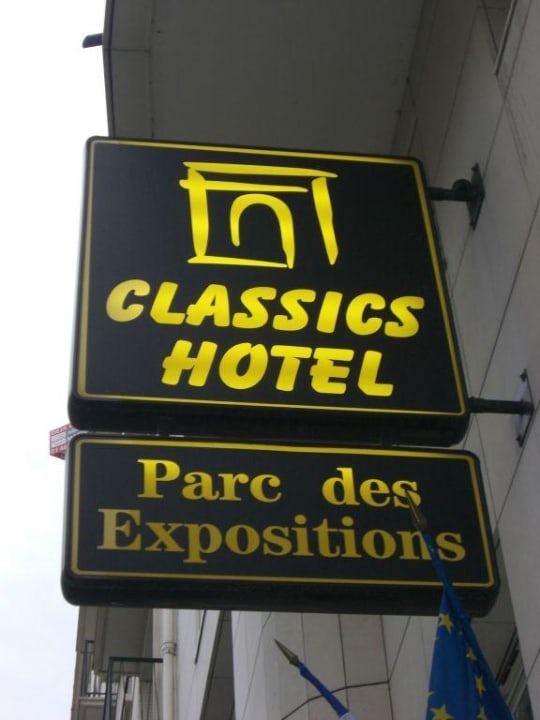 CLASSICS
HOTEL
Parc des
Expositions